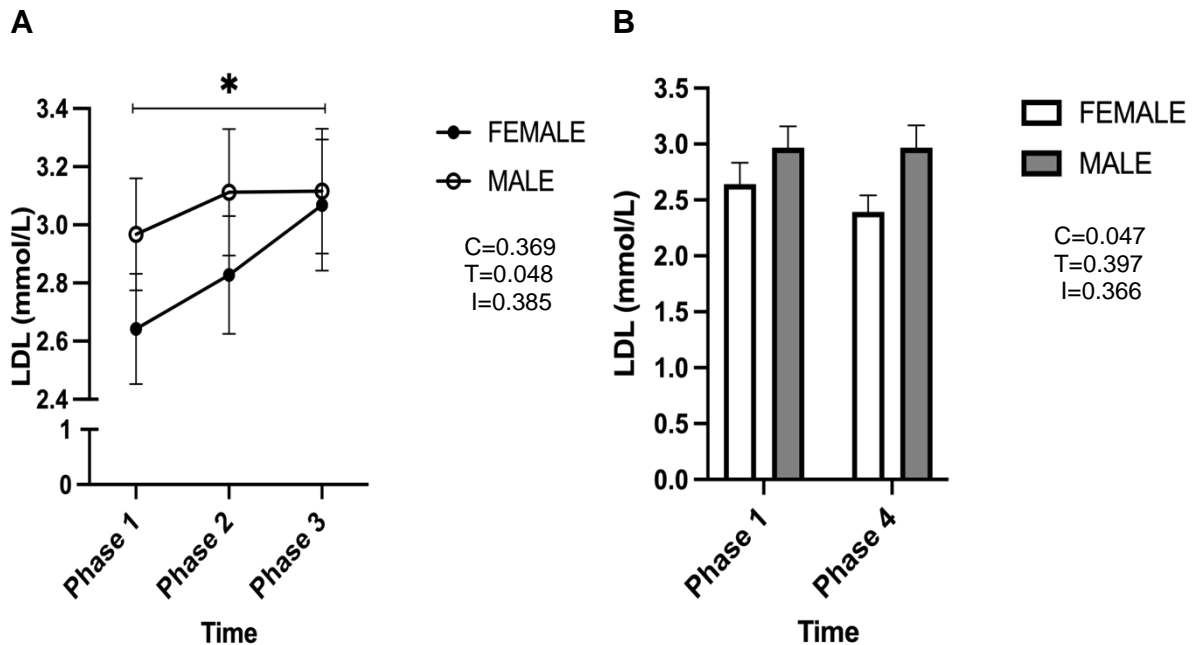 A
✱
3.4
3.2
3.0
2.8
2.6
2.4
1
0
LDL (mmol/L)
Phase 1
Phase 2
Phase 3
Time
FEMALE
MALE
C=0.369
T=0.048
I=0.385
B
3.5
3.0
2.5
2.0
1.5
1.0
0.5
0.0
LDL (mmol/L)
Phase 1
Phase 4
Time
FEMALE
MALE
C=0.047
T=0.397
I=0.366